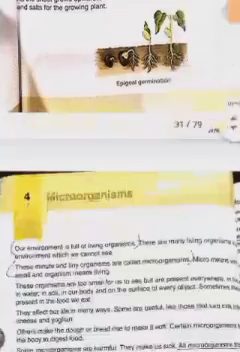 and salts for the growing plant.
Epigeal germination
31 / 79
4
Microorganisms
Our environment is full of living organisms. There are many living organisms
environment which we cannot see.
These minute and tiny organisms are called microorganisms. Micro means
small and organism means living.
These organisms are too small for us to see but are present everywhere, in
in water, in soil, in our body and on the surface of every object. Sometimes, they
present in the food we eat.
They affect our life in many ways. Some are useful, like those that turn milk into
cheese and yoghurt.
Others make the dough of bread rise to make it soft. Certain microorganisms
the body to digest food.
Some microorganisms are harmful. They make us sick. All microorganisms